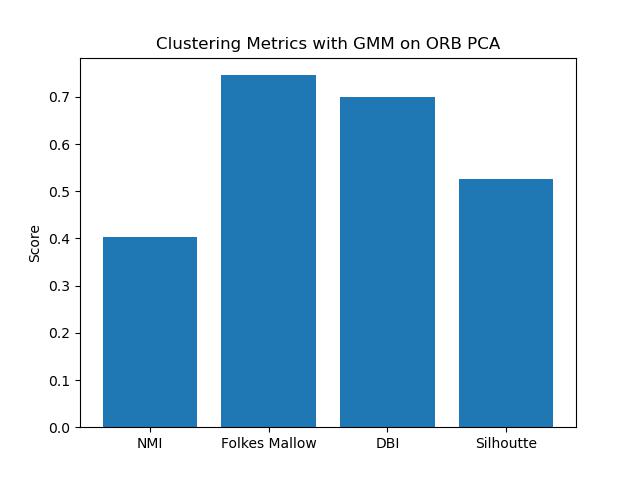 Clustering Metrics with GMM on ORB PCA
Score
0.7
0.6
0.5
0.4
0.3
0.2
0.1
0.0
NMI
Folkes Mallow
DBI
Silhoutte